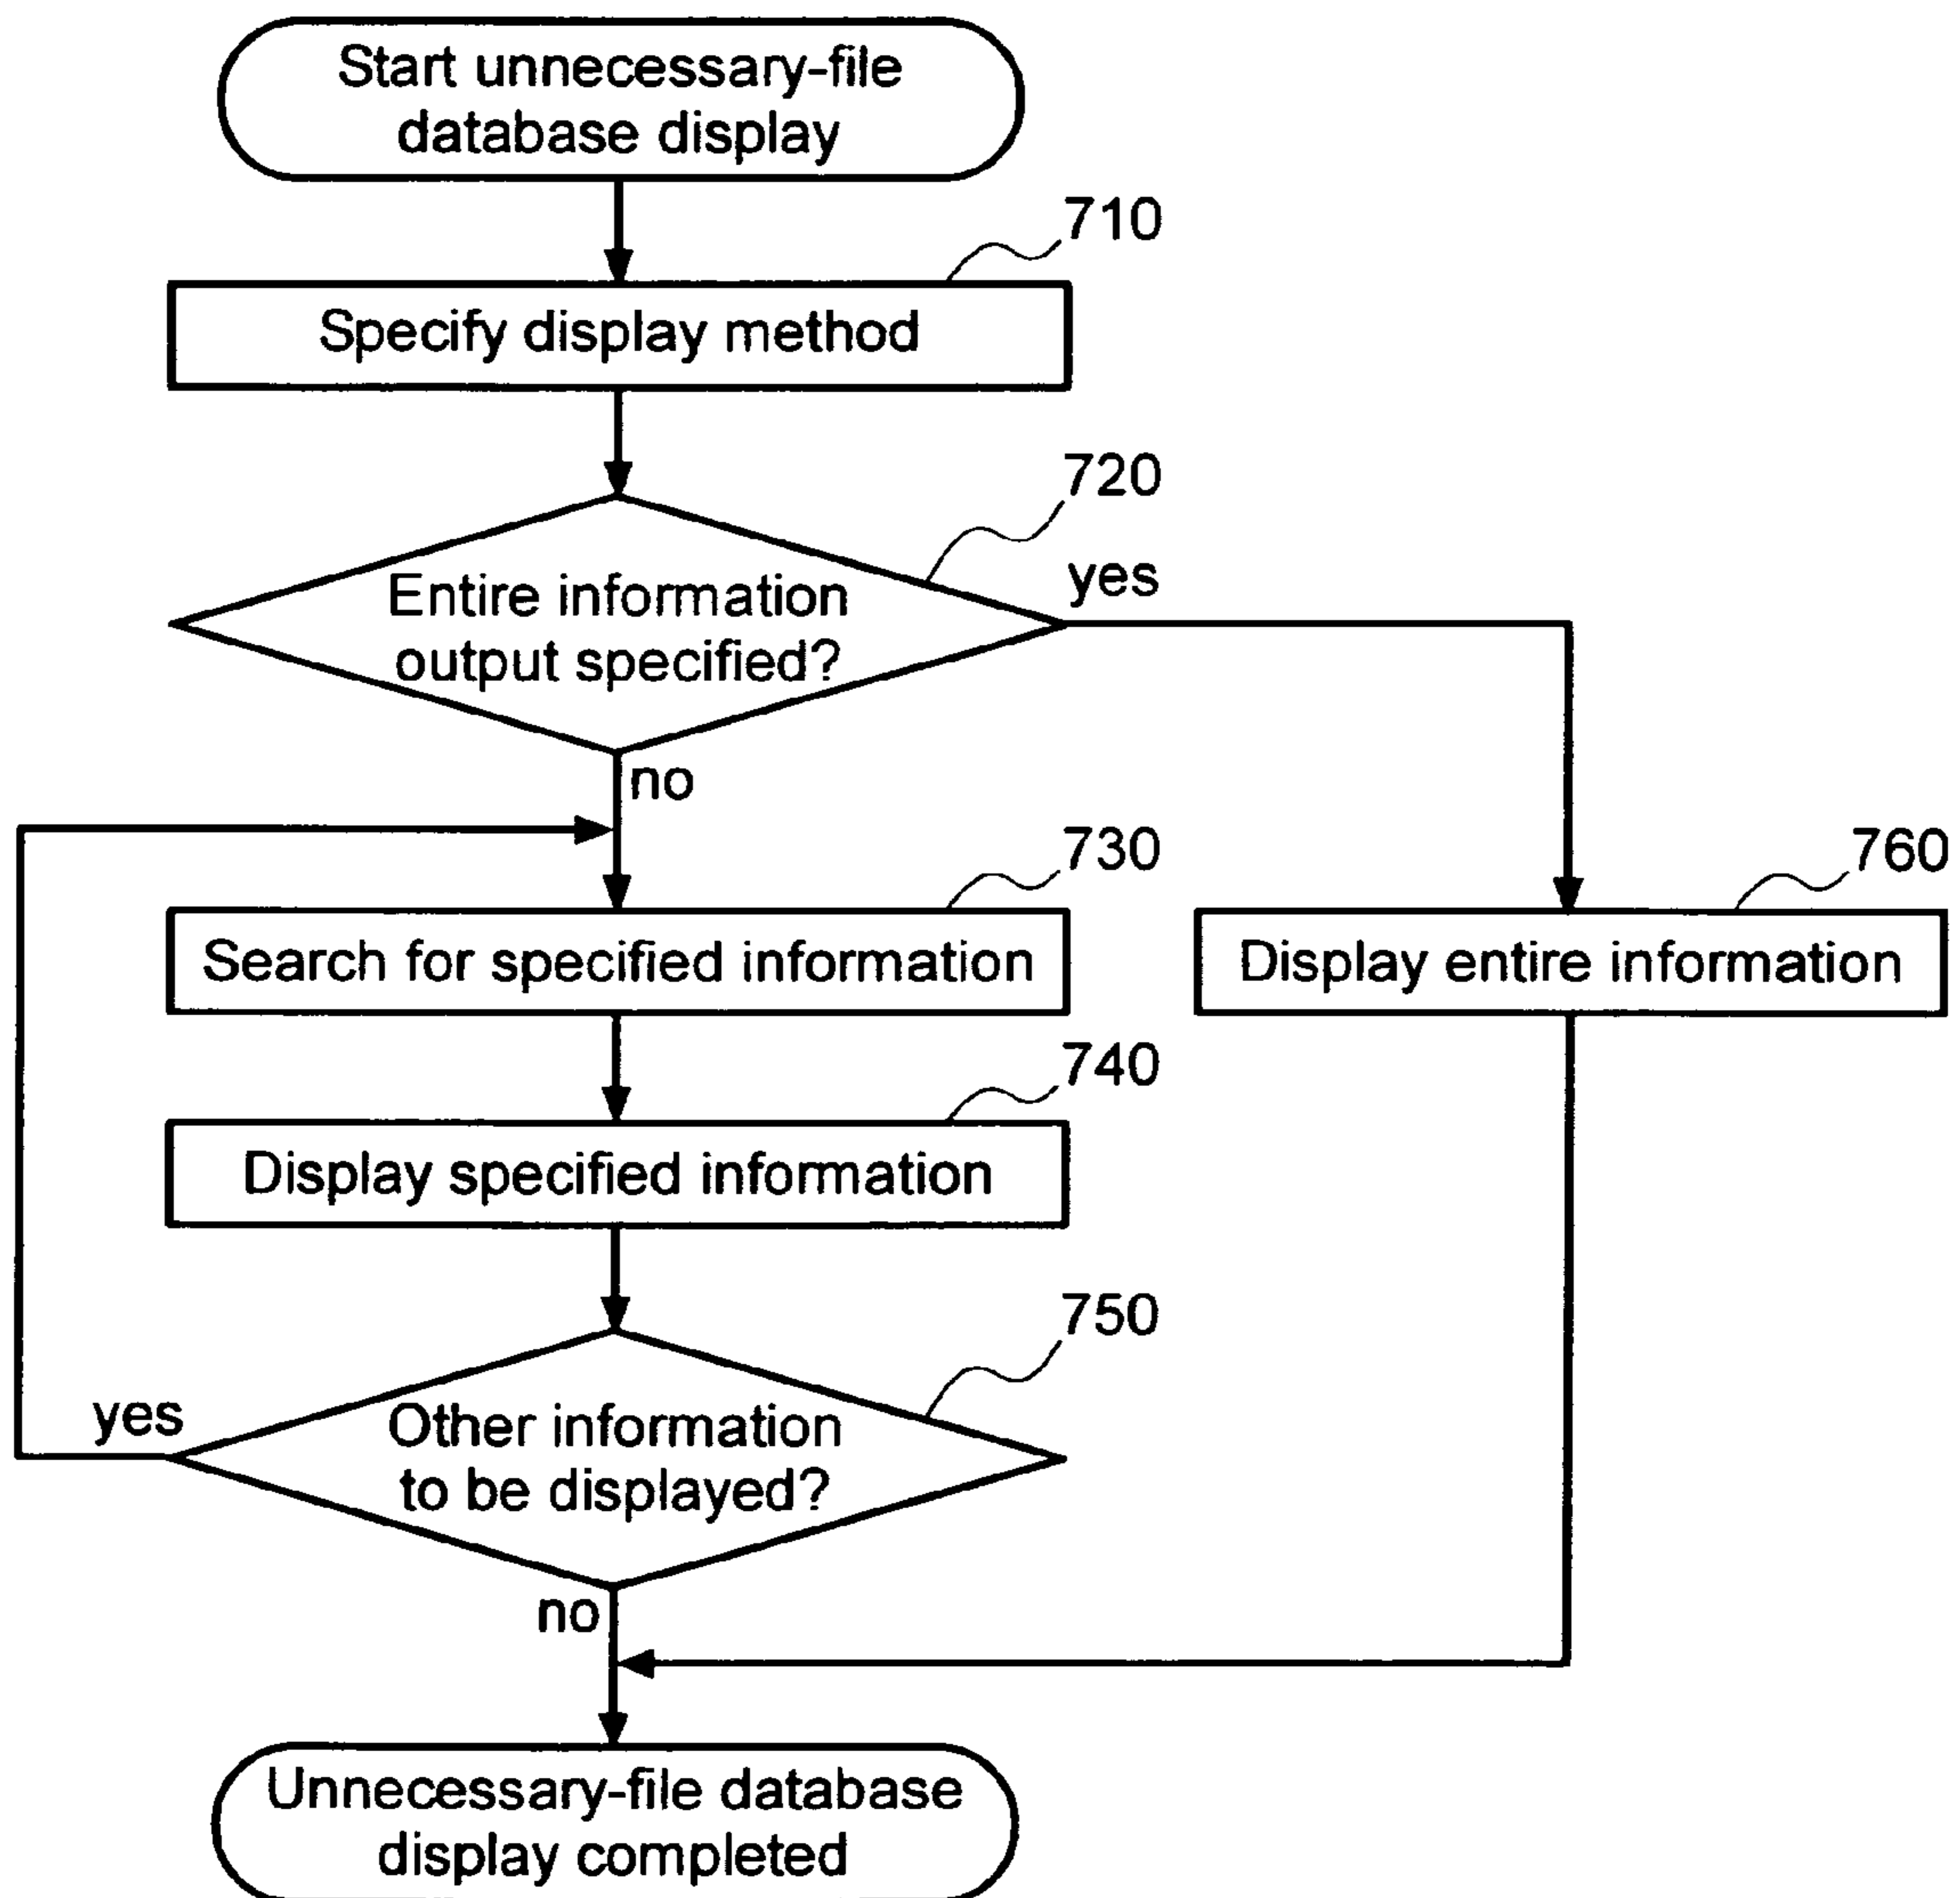 Start unnecessary-file
database display
710
Specify display method
720
Entire information
output specified?
yes
no
730
Search for specified information
760
Display entire information
740
Display specified information
750
Other information
to be displayed?
yes
no
Unnecessary-file database
display completed